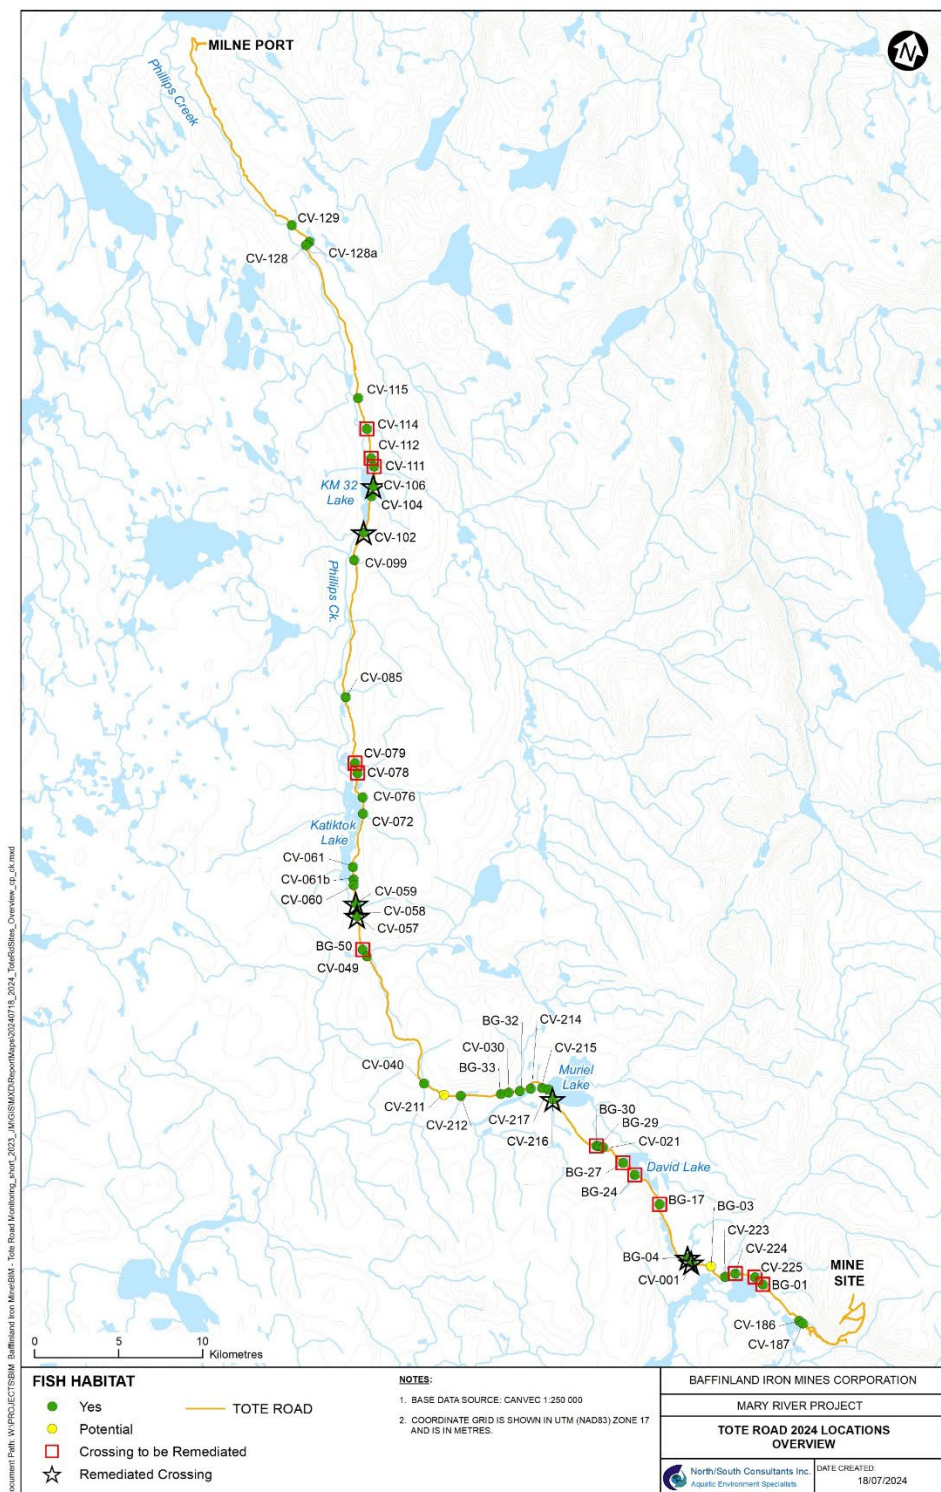 MILNE PORT
N
Phillips Creek
CV-129
CV-128
CV-128a
CV-115
CV-114
CV-112
CV-111
KM 32
Lake
CV-106
CV-104
CV-102
CV-099
Phillips Ck.
CV-085
CV-079
CV-078
CV-076
CV-072
Katiktok
Lake
CV-061
CV-061b
CV-060
CV-059
CV-058
CV-057
BG-50
CV-049
BG-32
CV-214
CV-030
CV-215
BG-33
Muriel
Lake
CV-040
CV-211
CV-212
CV-217
CV-216
BG-30
BG-29
CV-021
BG-27
David Lake
BG-24
BG-17
BG-03
CV-223
BG-04
CV-224
CV-225
CV-001
BG-01
MINE
SITE
CV-186
CV-187
0 5 10
Kilometres
FISH HABITAT
Yes
Potential
Crossing to be Remediated
Remediated Crossing
TOTE ROAD
NOTES:
1. BASE DATA SOURCE: CANVEC 1:250 000
2. COORDINATE GRID IS SHOWN IN UTM (NAD83) ZONE 17
AND IS IN METRES.
BAFFINLAND IRON MINES CORPORATION
MARY RIVER PROJECT
TOTE ROAD 2024 LOCATIONS
OVERVIEW
North/South Consultants Inc.
Aquatic Environment Specialists
DATE CREATED:
18/07/2024